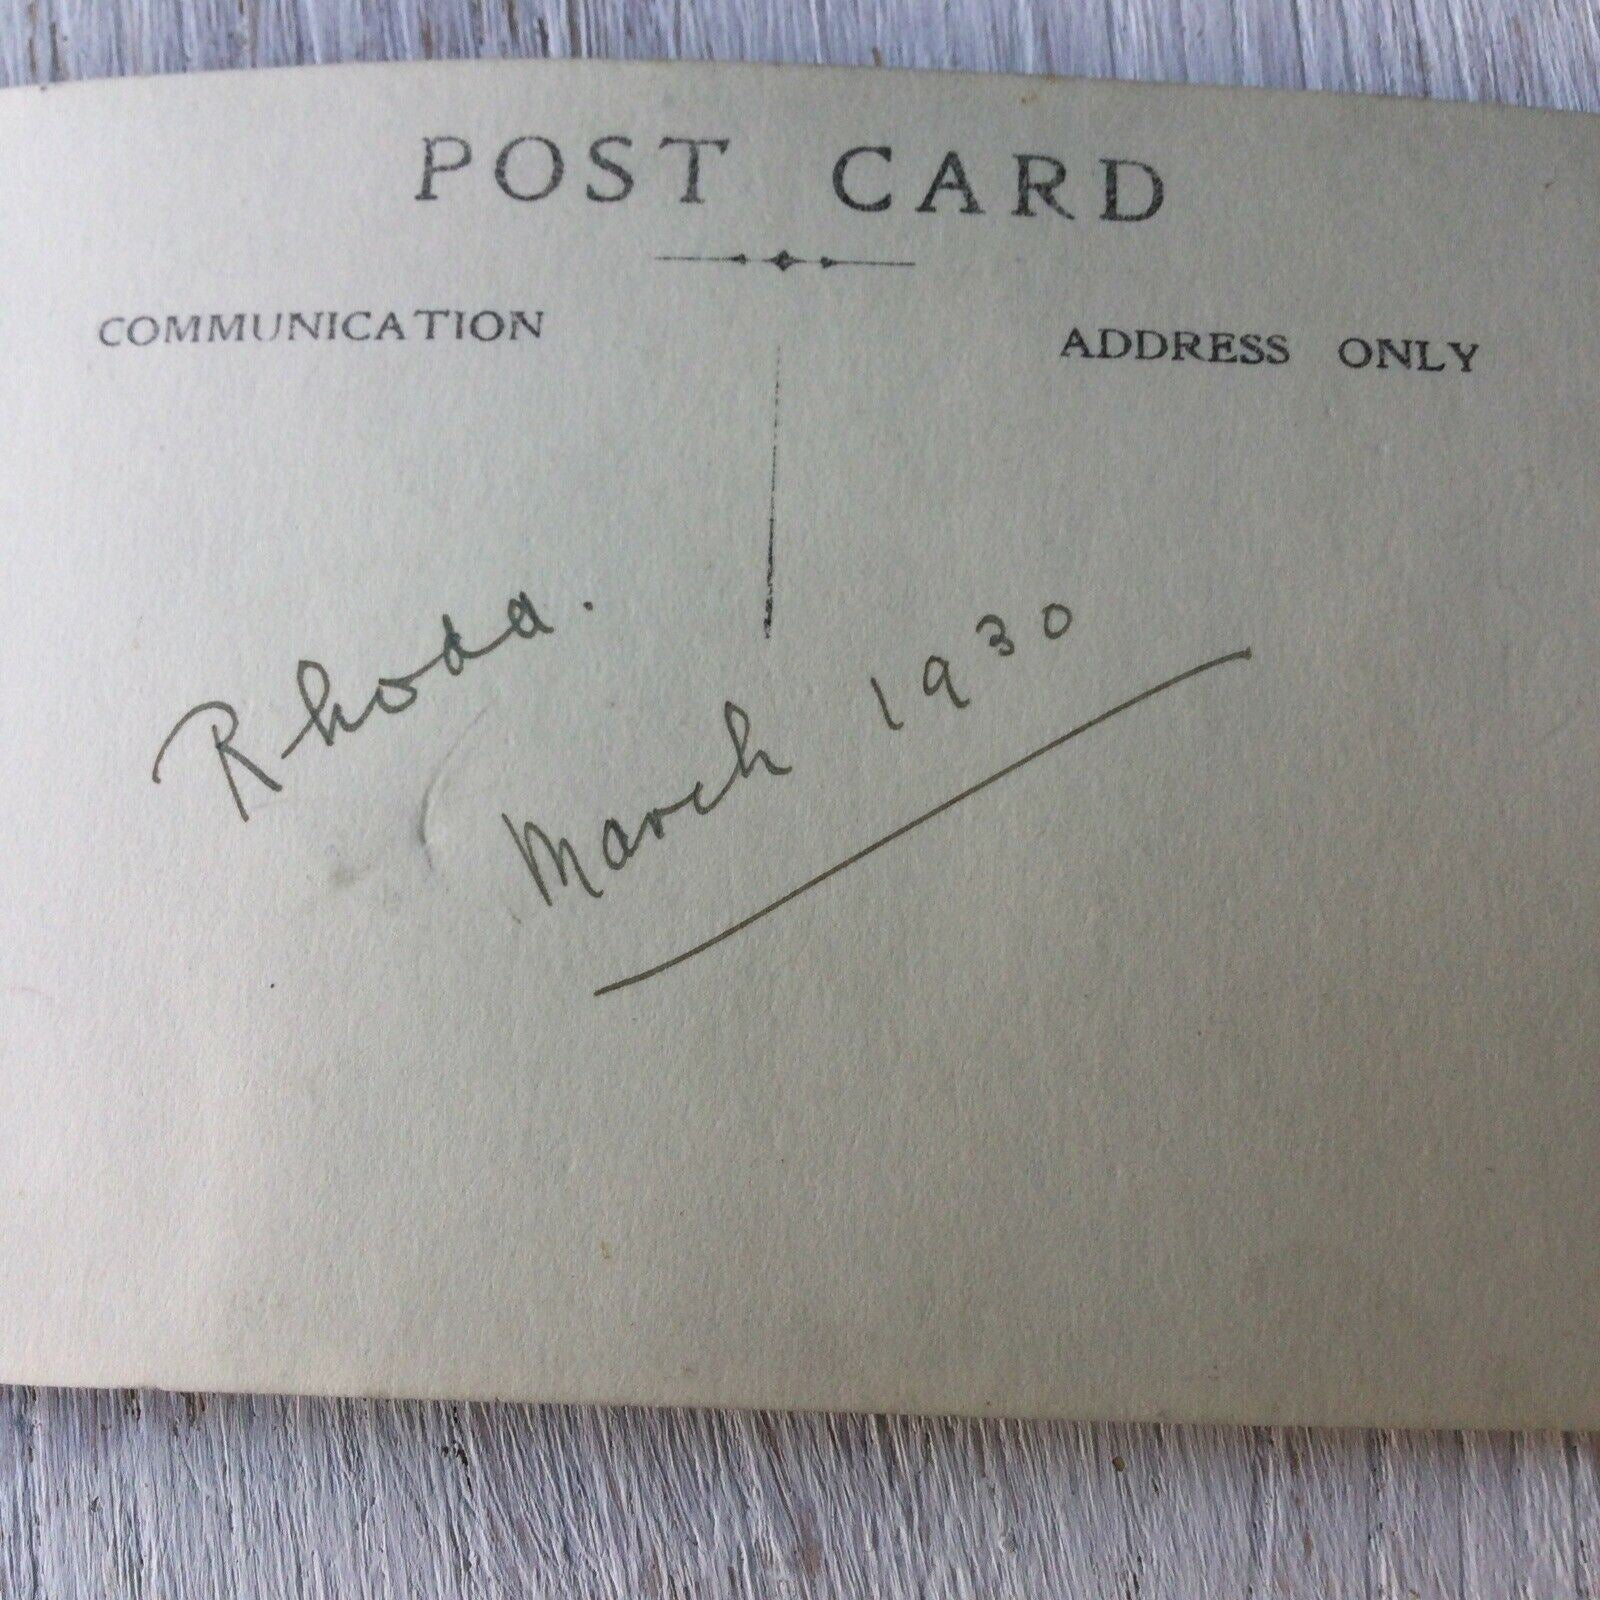 POST CARD
COMMUNICATION
ADDRESS ONLY
Rhoda.
March 1930